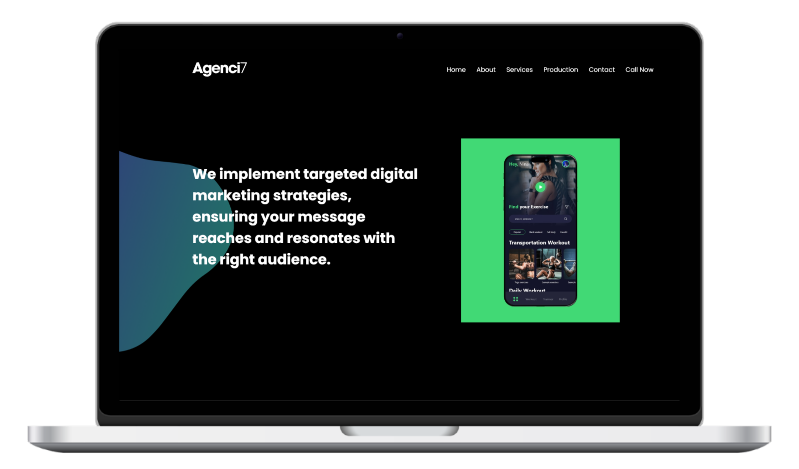 Agenci7
Home About Services Production Contact Call Now
We implement targeted digital
marketing strategies,
ensuring your message
reaches and resonates with
the right audience.
Hey,
Find your Exercise
Transportation Workout
Daily Workout